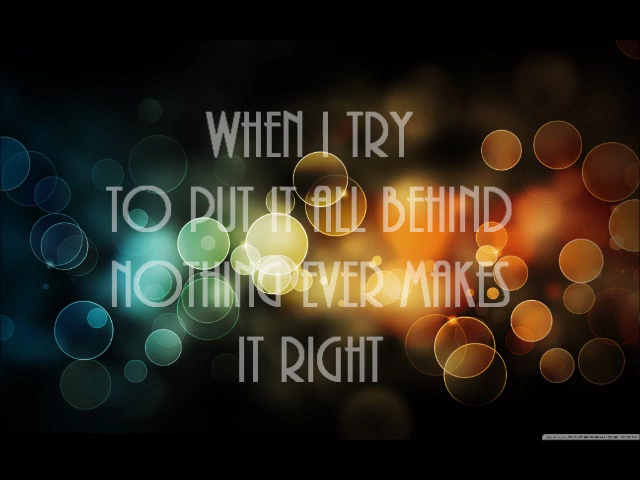 WHEN I TRY
TO PUT IT ALL BEHIND
NOTHING EVER MAKES
IT RIGHT